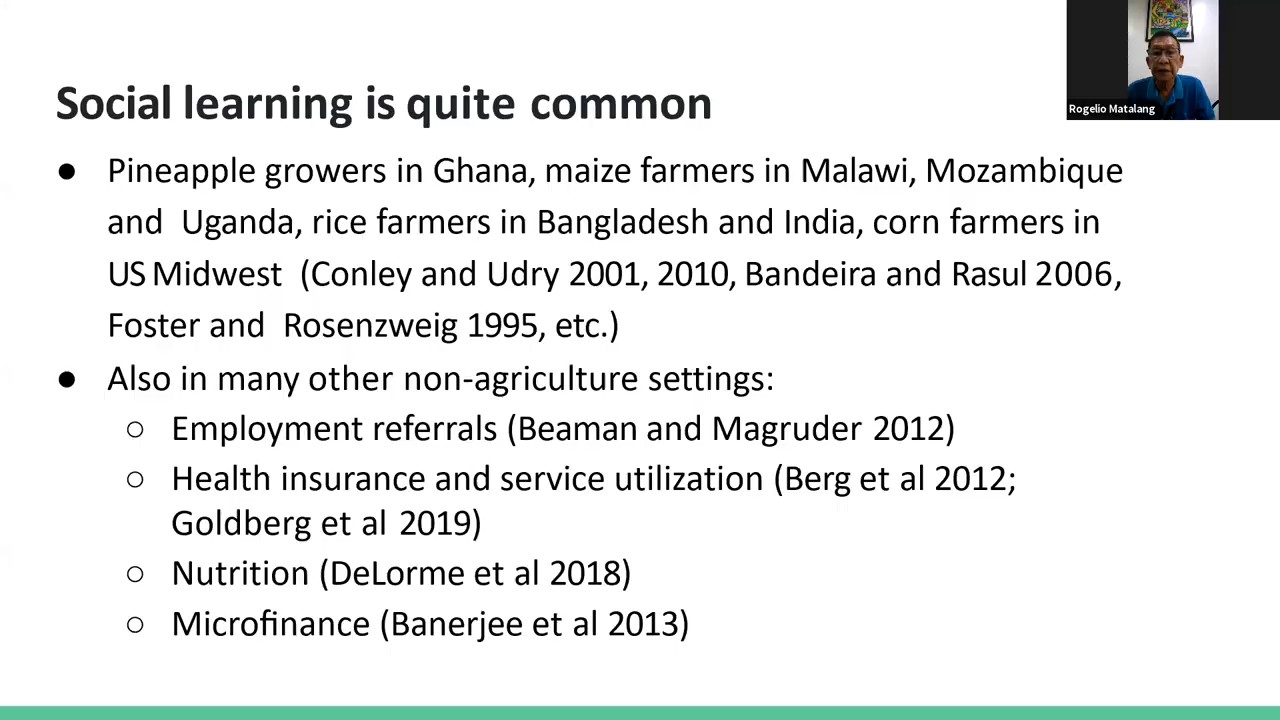 Rogelio Matalang
Social learning is quite common
● Pineapple growers in Ghana, maize farmers in Malawi, Mozambique
and Uganda, rice farmers in Bangladesh and India, corn farmers in
US Midwest (Conley and Udry 2001, 2010, Bandeira and Rasul 2006,
Foster and Rosenzweig 1995, etc.)
● Also in many other non-agriculture settings:
○ Employment referrals (Beaman and Magruder 2012)
○ Health insurance and service utilization (Berg et al 2012;
Goldberg et al 2019)
○ Nutrition (DeLorme et al 2018)
○ Microfinance (Banerjee et al 2013)